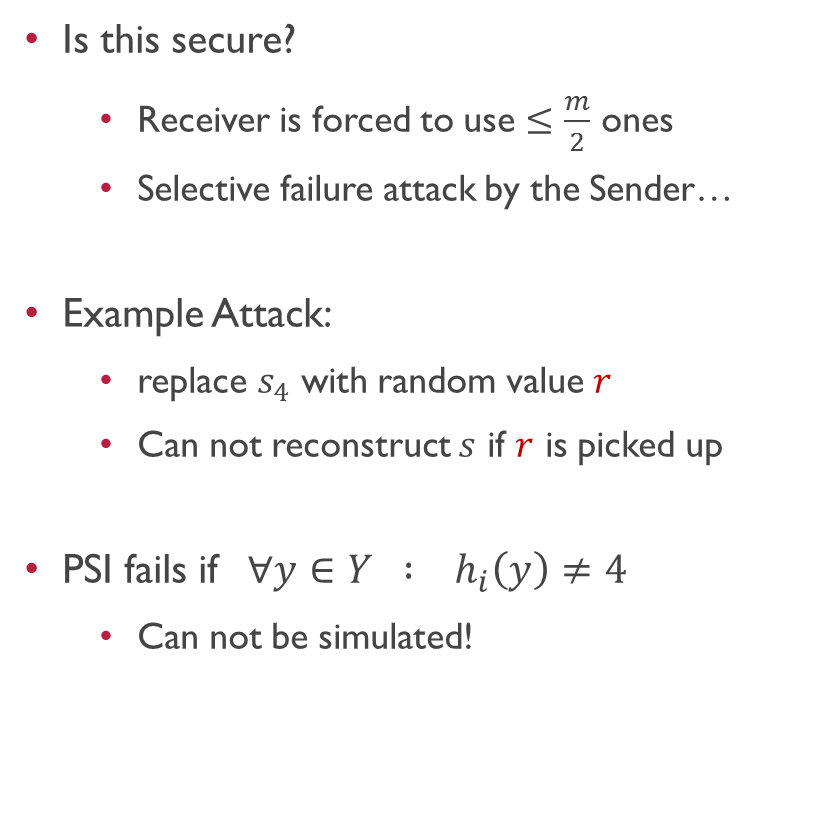 • Is this secure?
• Receiver is forced to use ≤ m/2 ones
• Selective failure attack by the Sender…
• Example Attack:
• replace s₄ with random value r
• Can not reconstruct s if r is picked up
• PSI fails if ∀y ∈ Y : hᵢ(y) ≠ 4
• Can not be simulated!